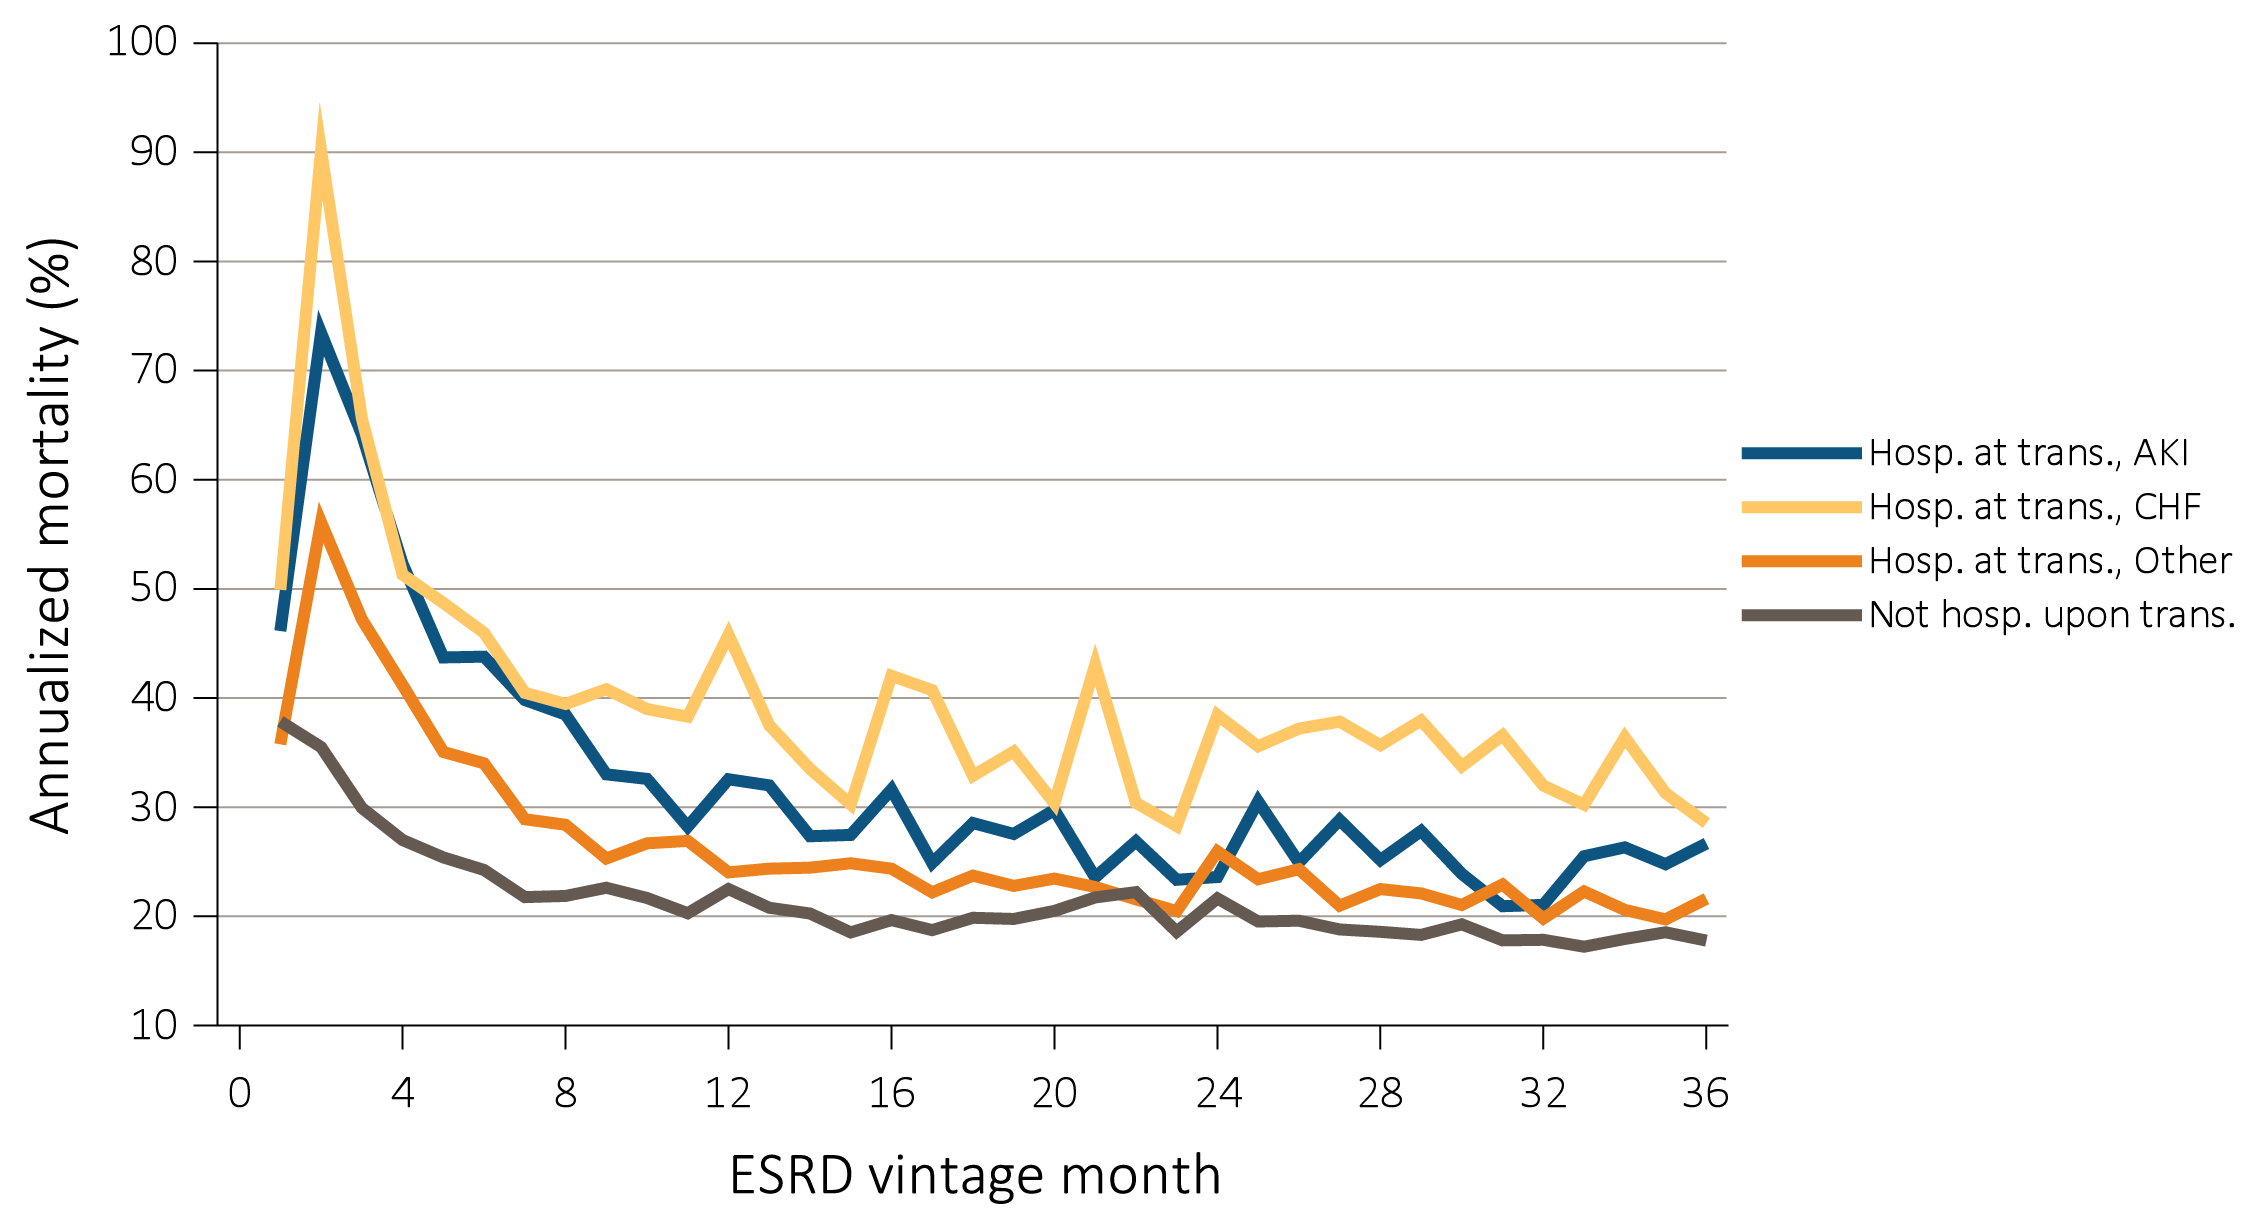 Annualized mortality (%)
100
90
80
70
60
50
40
30
20
10
0 4 8 12 16 20 24 28 32 36
ESRD vintage month
Hosp. at trans., AKI
Hosp. at trans., CHF
Hosp. at trans., Other
Not hosp. upon trans.